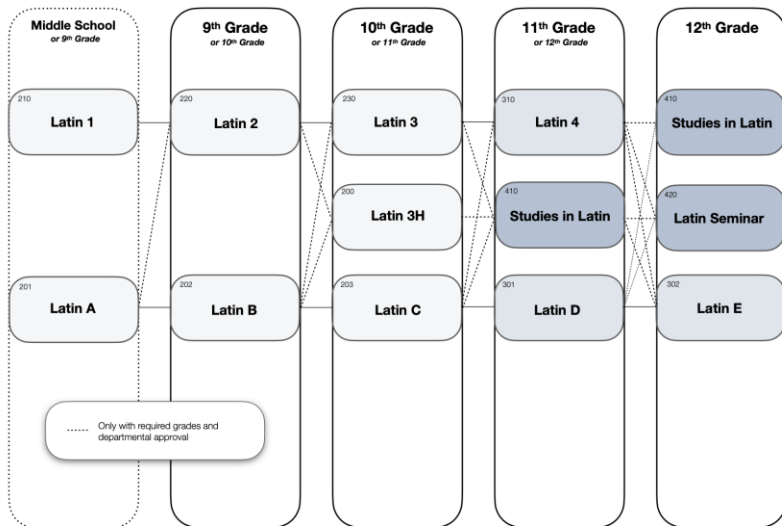 Middle School
or 9th Grade
210
Latin 1
201
Latin A
9th Grade
or 10th Grade
220
Latin 2
202
Latin B
10th Grade
or 11th Grade
230
Latin 3
200
Latin 3H
203
Latin C
11th Grade
or 12th Grade
310
Latin 4
410
Studies in Latin
301
Latin D
12th Grade
410
Studies in Latin
420
Latin Seminar
302
Latin E
Only with required grades and
departmental approval